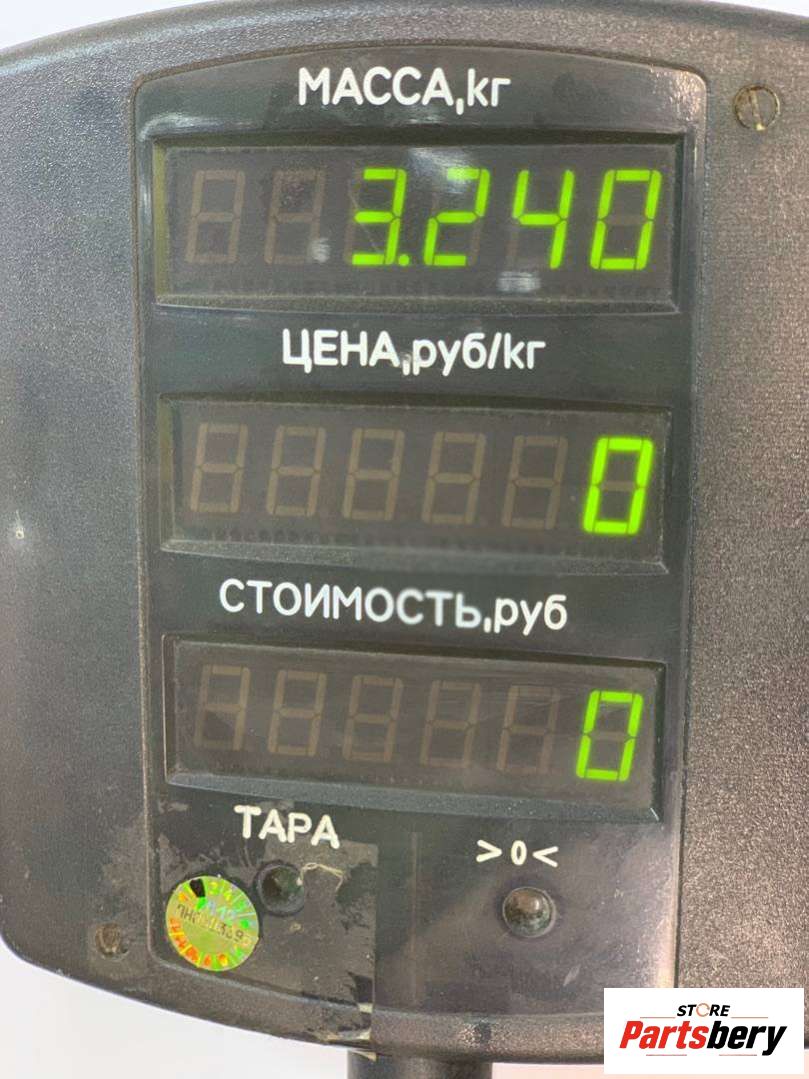 МАССА,кг
3.240
ЦЕНА,руб/кг
0
СТОИМОСТЬ,руб
0
ТАРА
>0<
STORE
Partsbery